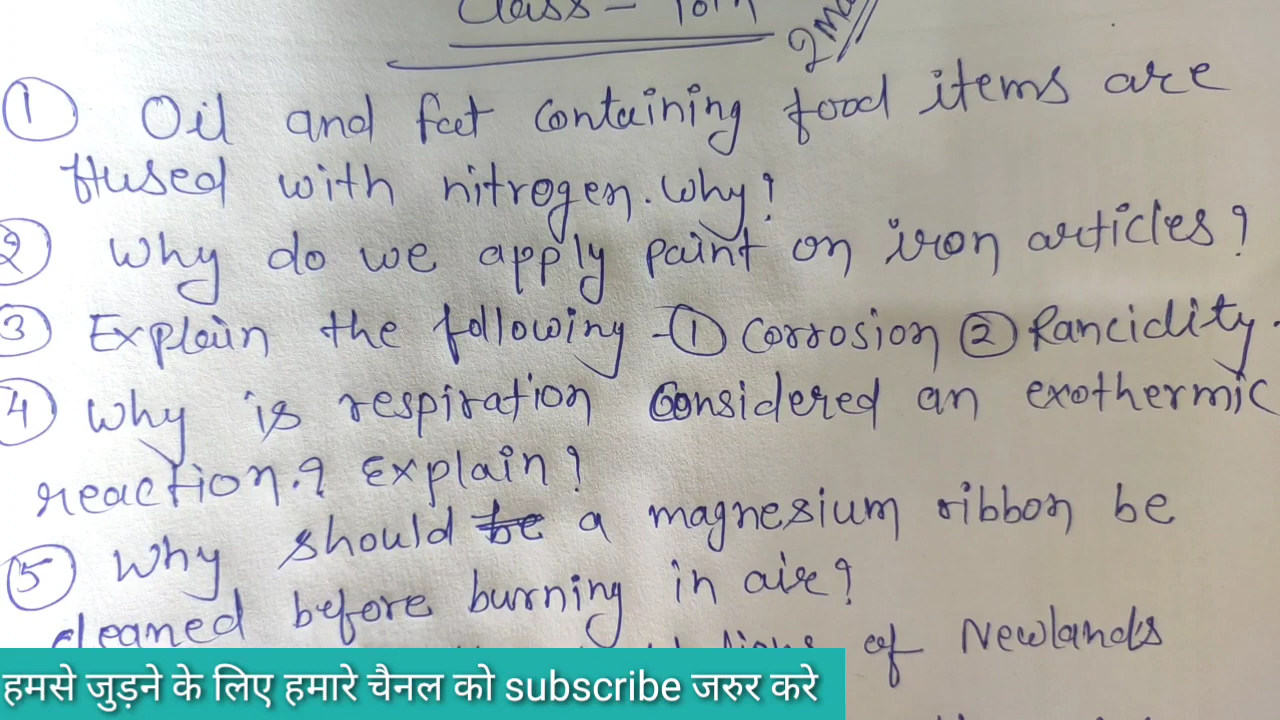 Class - 10th
2 Ma
① Oil and fat containing food items are
flused with nitrogen. Why?
② Why do we apply paint on iron articles?
③ Explain the following - ① Corrosion ② Rancidity.
④ Why is respiration Considered an exothermic
reaction.? Explain?
⑤ Why should be a magnesium ribbon be
cleaned before burning in air?
of Newland's
हमसे जुड़ने के लिए हमारे चैनल को subscribe जरुर करे